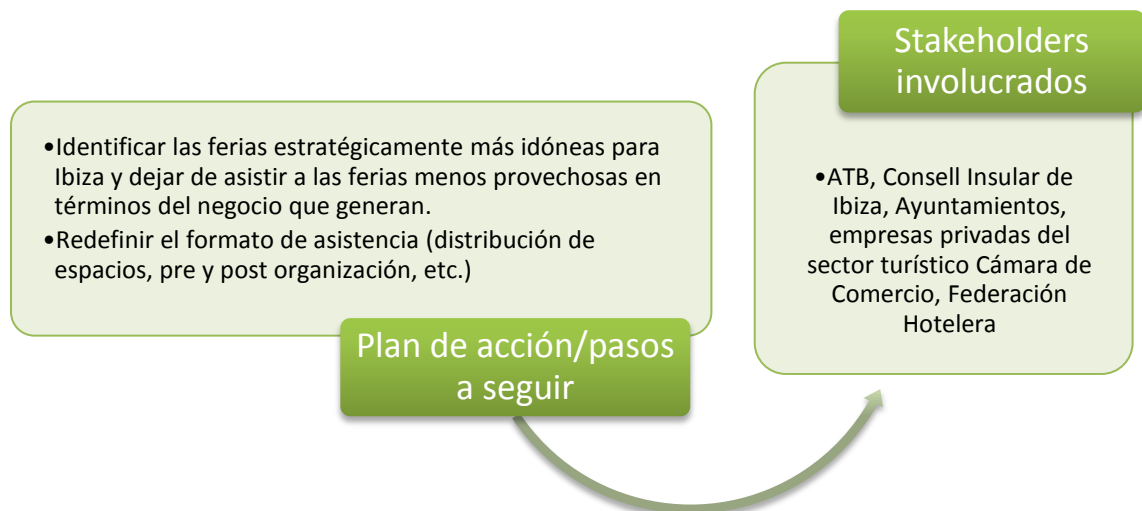 •Identificar las ferias estratégicamente más idóneas para
Ibiza y dejar de asistir a las ferias menos provechosas en
términos del negocio que generan.
•Redefinir el formato de asistencia (distribución de
espacios, pre y post organización, etc.)
Plan de acción/pasos
a seguir
Stakeholders
involucrados
•ATB, Consell Insular de
Ibiza, Ayuntamientos,
empresas privadas del
sector turístico Cámara de
Comercio, Federación
Hotelera